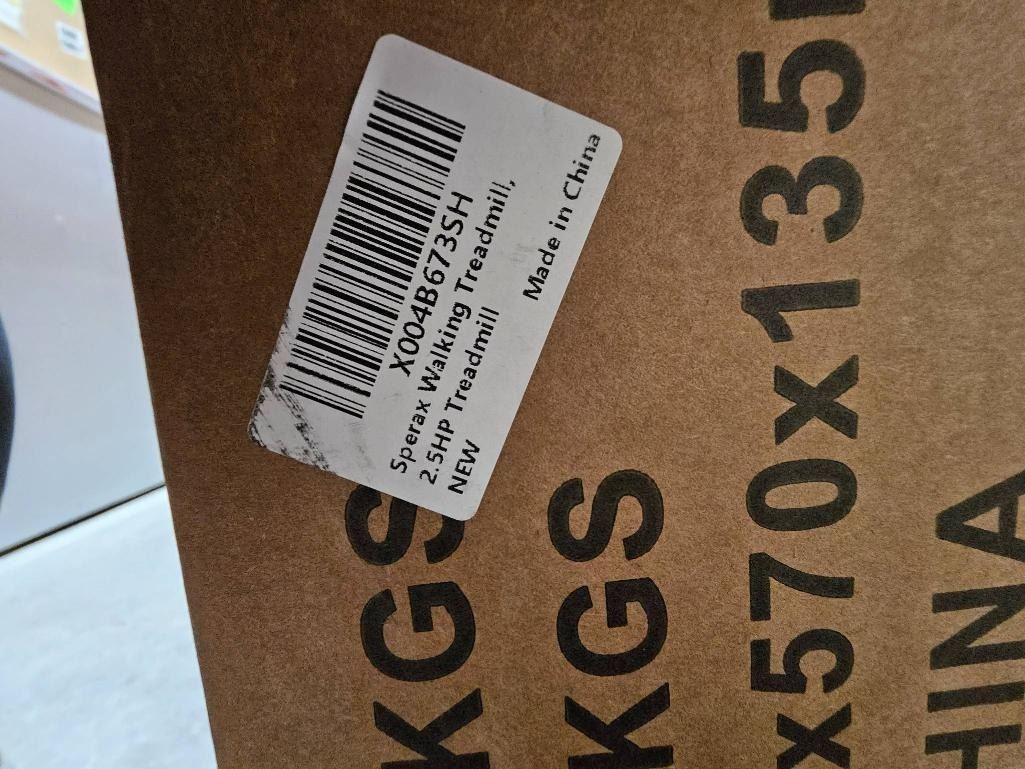 X004B673SH
Sperax Walking Treadmill,
2.5HP Treadmill
NEW
Made in China
KGS
KGS
x570x135
HINA